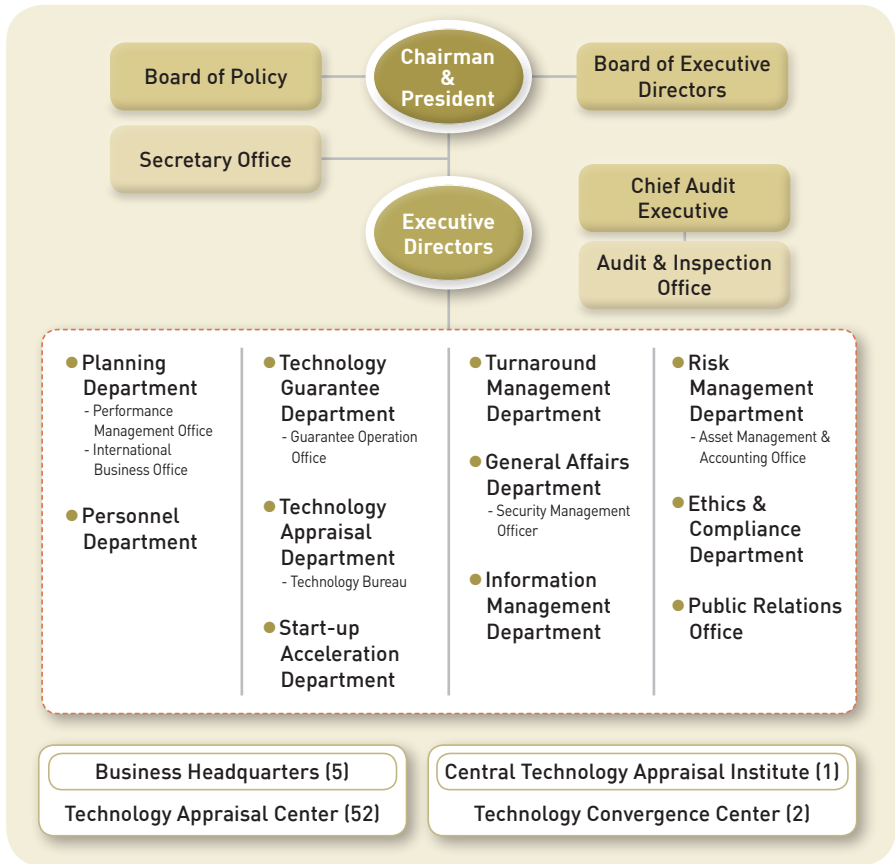 Chairman
&
President
Board of Policy
Board of Executive
Directors
Secretary Office
Executive
Directors
Chief Audit
Executive
Audit & Inspection
Office
Planning
Department
- Performance
Management Office
- International
Business Office
Personnel
Department
Technology
Guarantee
Department
- Guarantee Operation
Office
Technology
Appraisal
Department
- Technology Bureau
Start-up
Acceleration
Department
Turnaround
Management
Department
General Affairs
Department
- Security Management
Officer
Information
Management
Department
Risk
Management
Department
- Asset Management &
Accounting Office
Ethics &
Compliance
Department
Public Relations
Office
Business Headquarters (5)
Technology Appraisal Center (52)
Central Technology Appraisal Institute (1)
Technology Convergence Center (2)